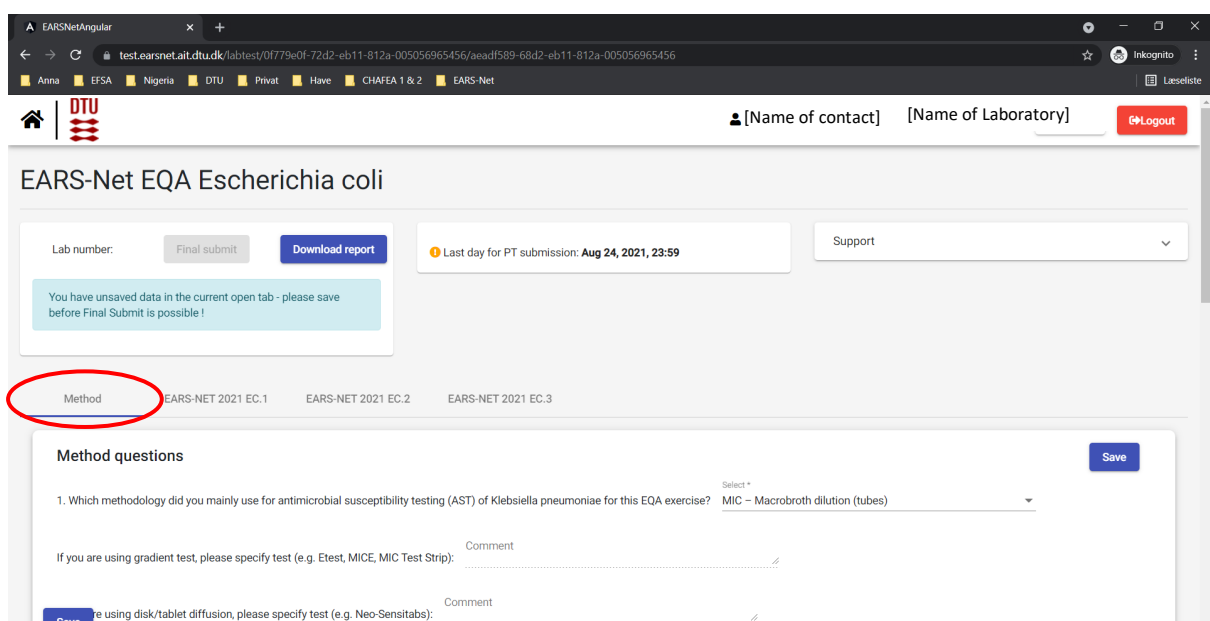 EARSNetAngular
test.earsnet.ait.dtu.dk/labtest/0f779e0f-72d2-eb11-812a-005056965456/aeadf589-68d2-eb11-812a-005056965456
Inkognito
Anna EFSA Nigeria DTU Privat Have CHAFEA 1 & 2 EARS-Net Læseliste
DTU
[Name of contact] [Name of Laboratory] Logout
EARS-Net EQA Escherichia coli
Lab number: Final submit Download report
Last day for PT submission: Aug 24, 2021, 23:59
Support
You have unsaved data in the current open tab - please save
before Final Submit is possible !
Method EARS-NET 2021 EC.1 EARS-NET 2021 EC.2 EARS-NET 2021 EC.3
Method questions Save
Select *
1. Which methodology did you mainly use for antimicrobial susceptibility testing (AST) of Klebsiella pneumoniae for this EQA exercise? MIC – Macrobroth dilution (tubes)
Comment
If you are using gradient test, please specify test (e.g. Etest, MICE, MIC Test Strip):
Comment
Save re using disk/tablet diffusion, please specify test (e.g. Neo-Sensitabs):